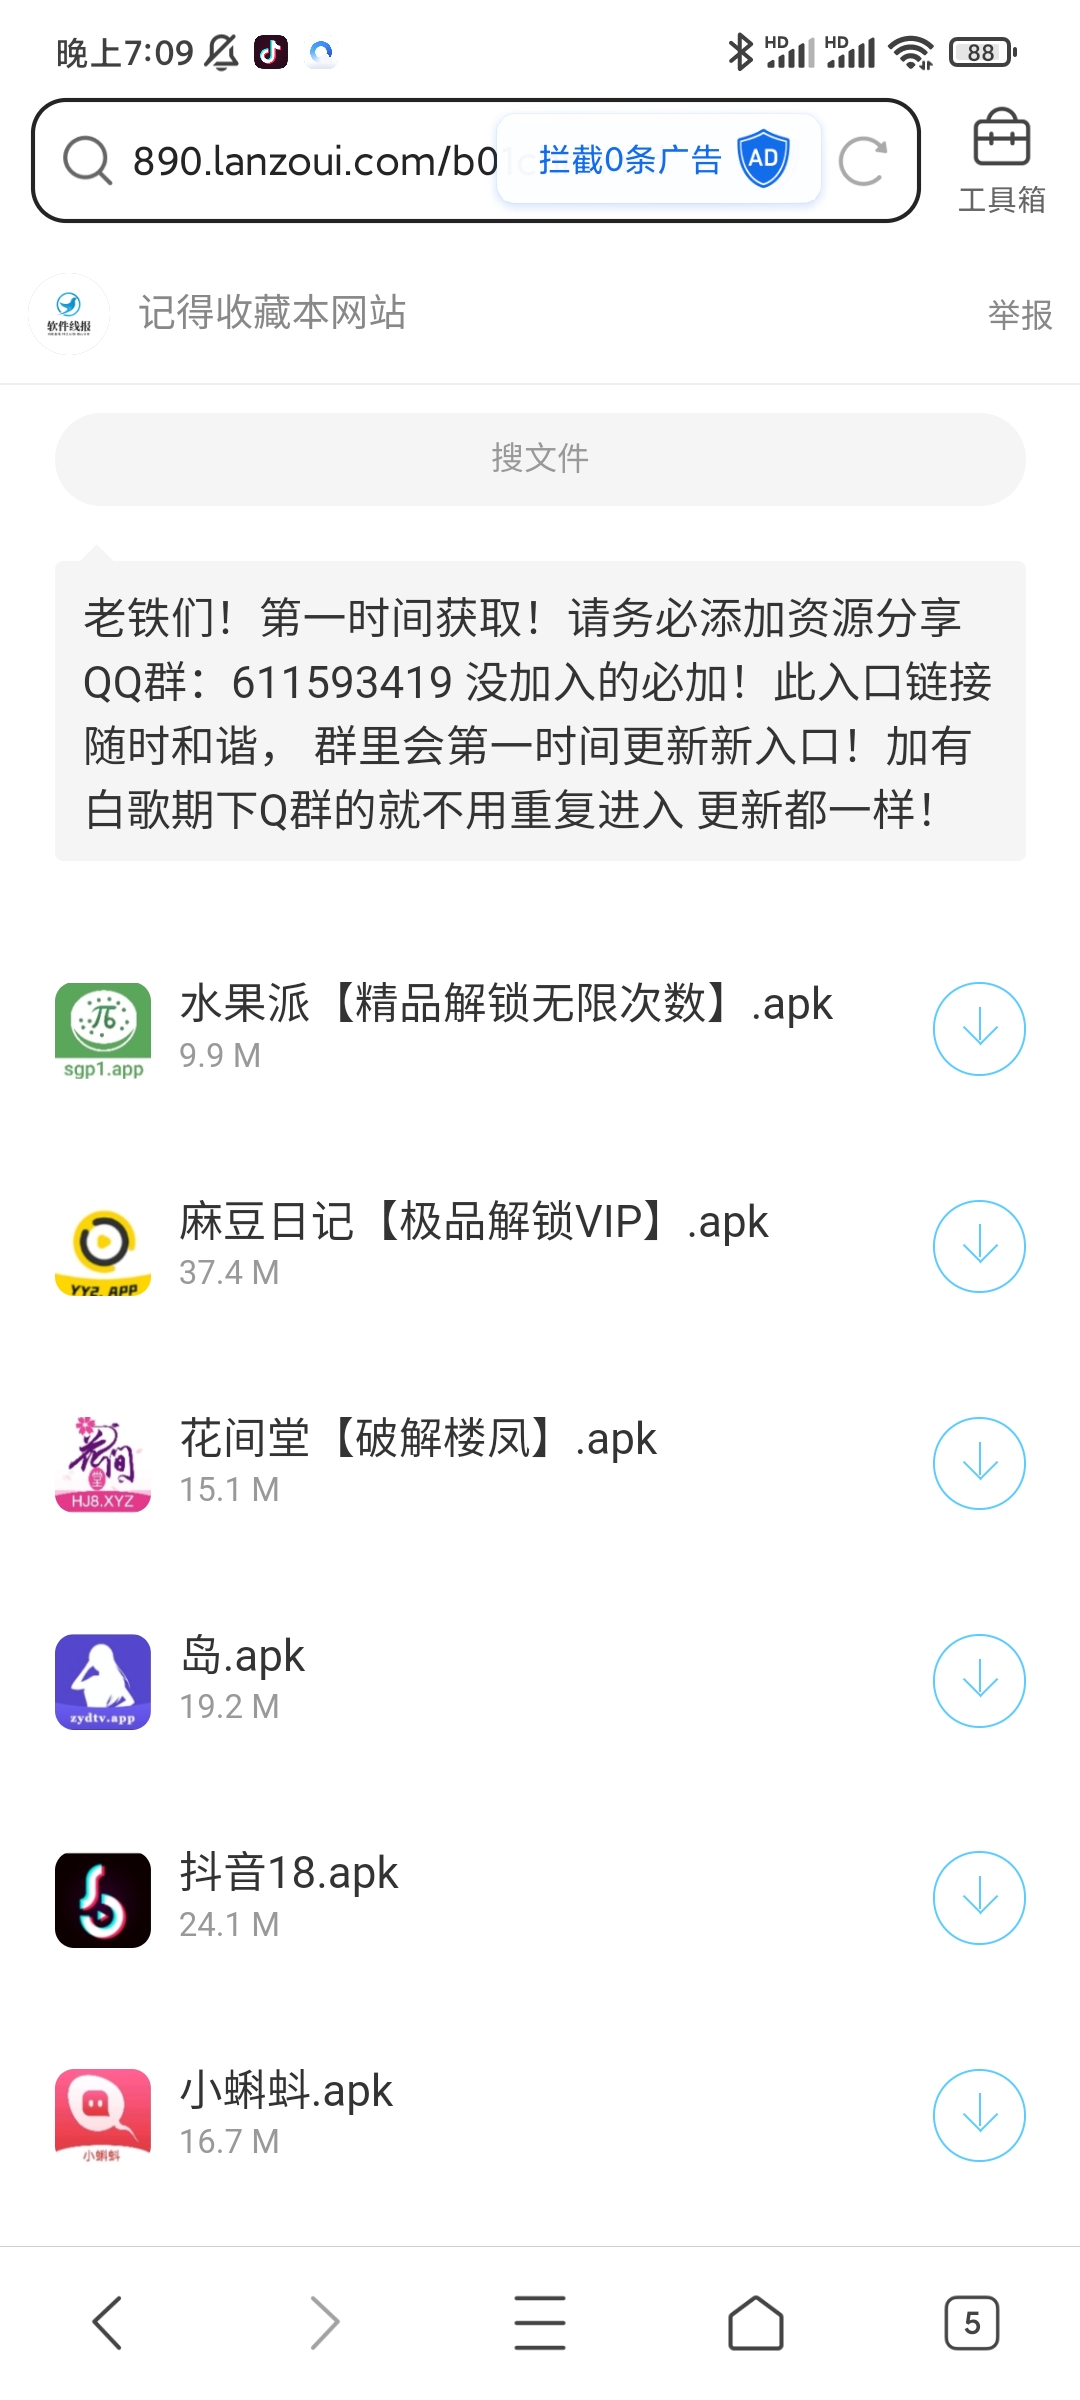 晚上7:09
HD
HD
88
890.lanzoui.com/b01c
拦截0条广告
AD
工具箱
软件线报
记得收藏本网站
举报
搜文件
老铁们！第一时间获取！请务必添加资源分享
QQ群：611593419 没加入的必加！此入口链接
随时和谐， 群里会第一时间更新新入口！加有
白歌期下Q群的就不用重复进入 更新都一样！
水果派【精品解锁无限次数】.apk
9.9 M
sgp1.app
麻豆日记【极品解锁VIP】.apk
37.4 M
YY2.APP
花间堂【破解楼凤】.apk
15.1 M
花间
堂
HJ8.XYZ
岛.apk
19.2 M
zydtv.app
抖音18.apk
24.1 M
小蝌蚪.apk
16.7 M
小蝌蚪
5